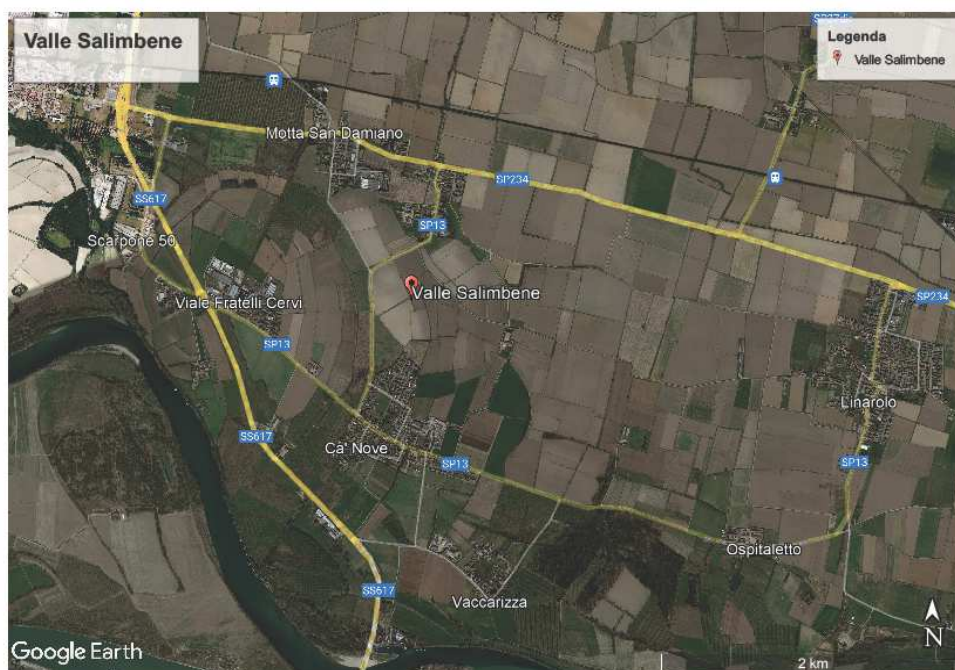 Valle Salimbene
Legenda
Valle Salimbene
Motta San Damiano
SP234
SS617
SP13
Scarpone 50
Valle Salimbene
Viale Fratelli Cervi
SP234
SP13
Linarolo
SS617
Cà' Nove
SP13
SP13
Ospitaletto
SS617
Vaccarizza
N
Google Earth
2 km